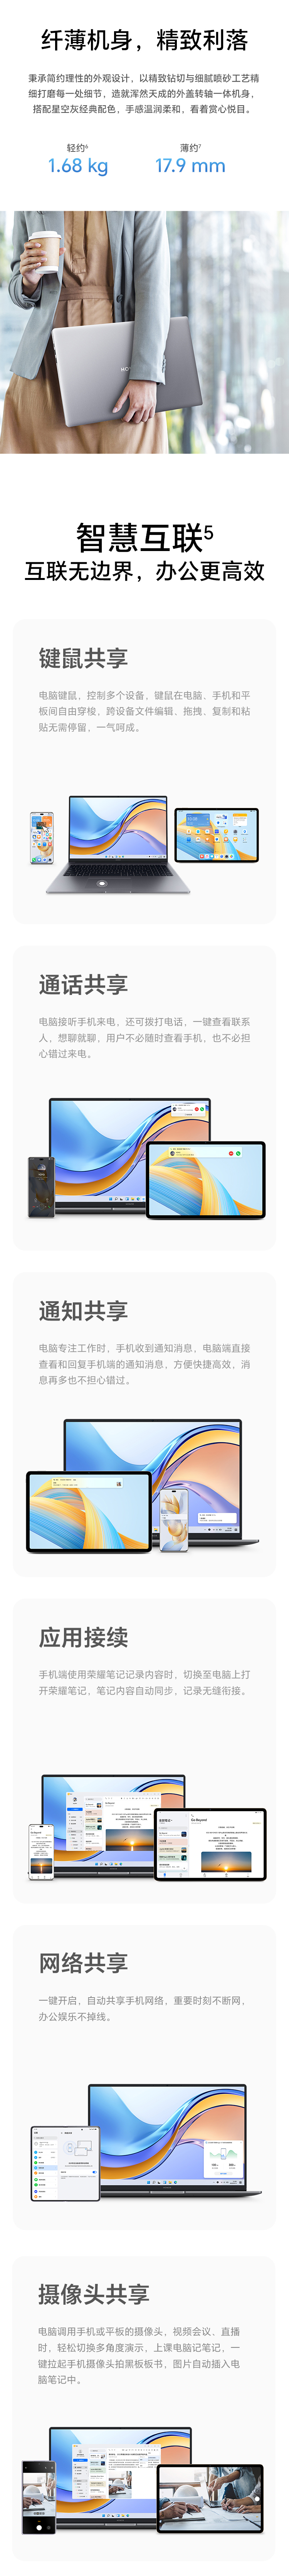 纤薄机身，精致利落
秉承简约理性的外观设计，以精致钻切与细腻喷砂工艺精
细打磨每一处细节，造就浑然天成的外盖转轴一体机身，
搭配星空灰经典配色，手感温润柔和，看着赏心悦目。
轻约6
薄约7
1.68 kg
17.9 mm
智慧互联5
互联无边界，办公更高效
键鼠共享
电脑键鼠，控制多个设备，键鼠在电脑、手机和平
板间自由穿梭，跨设备文件编辑、拖拽、复制和粘
贴无需停留，一气呵成。
通话共享
电脑接听手机来电，还可拨打电话，一键查看联系
人，想聊就聊，用户不必随时查看手机，也不必担
心错过来电。
通知共享
电脑专注工作时，手机收到通知消息，电脑端直接
查看和回复手机端的通知消息，方便快捷高效，消
息再多也不担心错过。
应用接续
手机端使用荣耀笔记记录内容时，切换至电脑上打
开荣耀笔记，笔记内容自动同步，记录无缝衔接。
网络共享
一键开启，自动共享手机网络，重要时刻不断网，
办公娱乐不掉线。
摄像头共享
电脑调用手机或平板的摄像头，视频会议、直播
时，轻松切换多角度演示，上课电脑记笔记，一
键拉起手机摄像头拍黑板板书，图片自动插入电
脑笔记中。